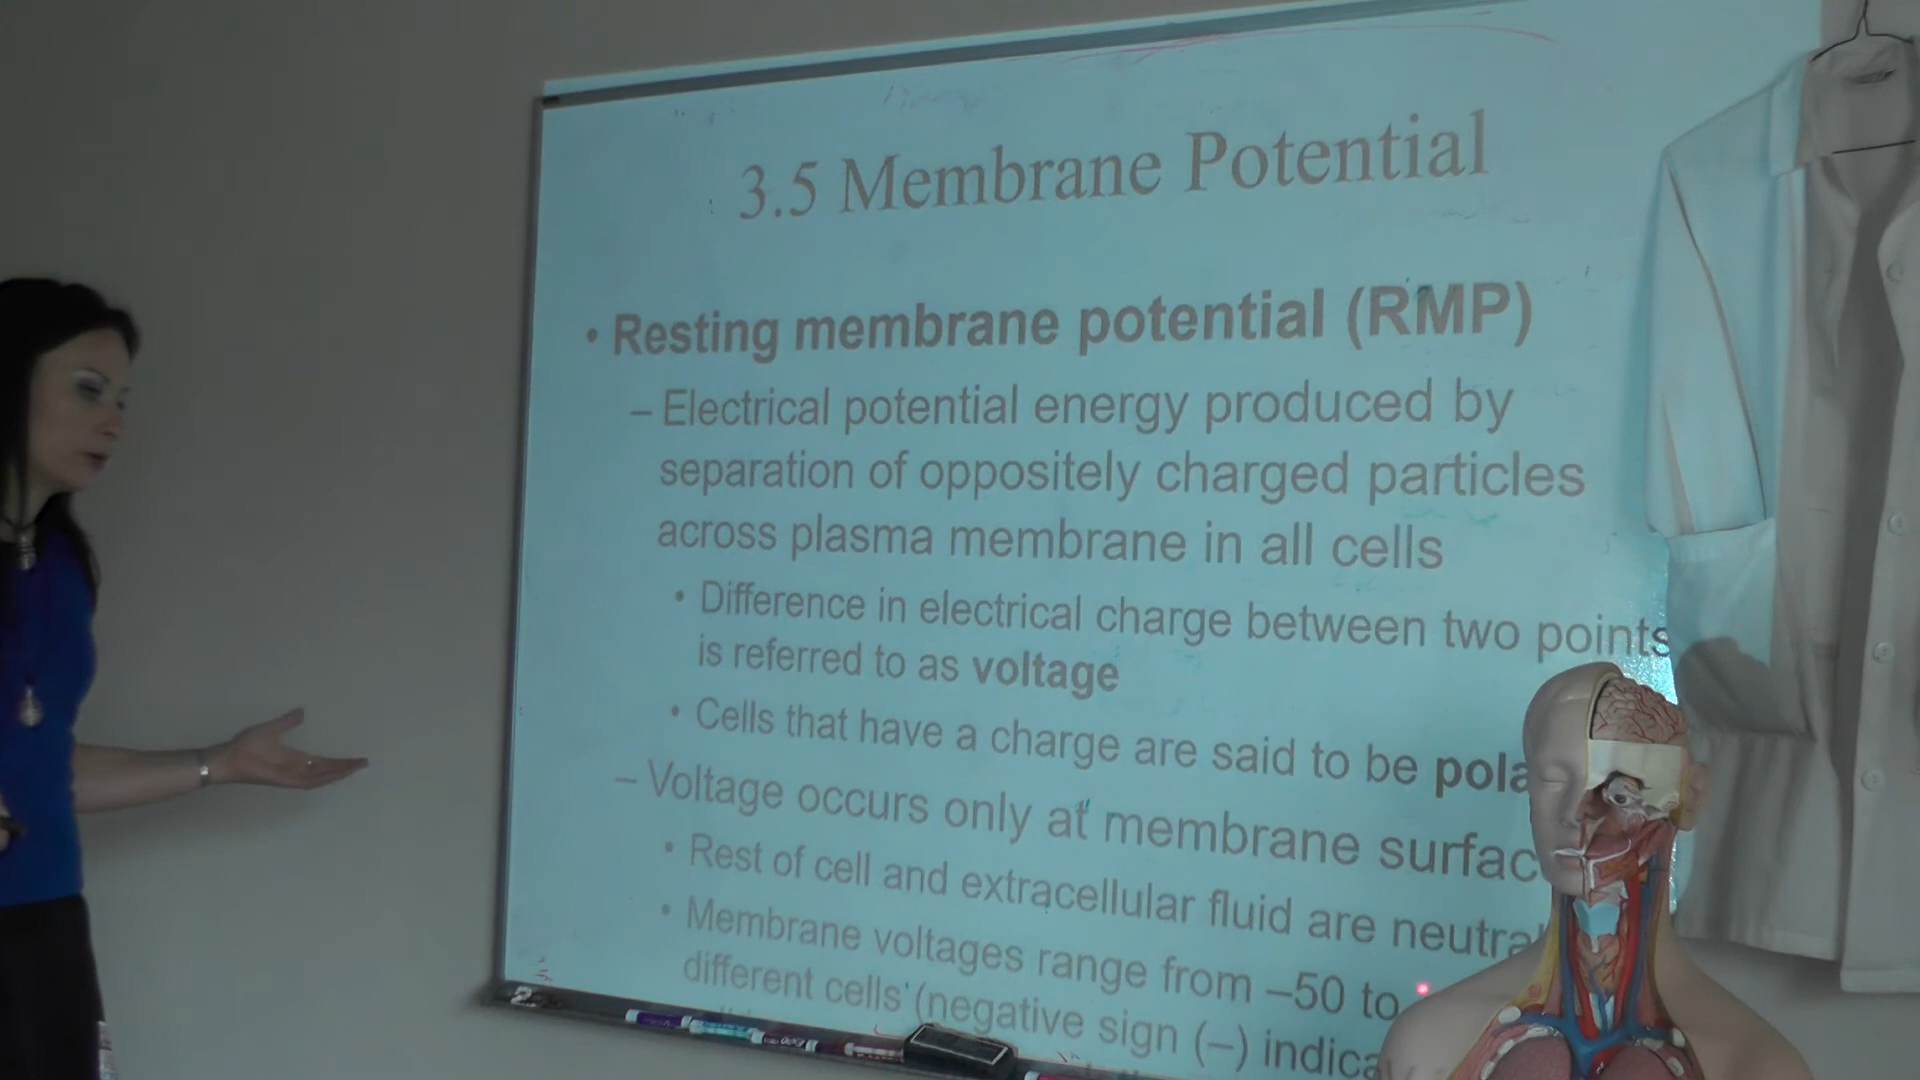 3.5 Membrane Potential
• Resting membrane potential (RMP)
– Electrical potential energy produced by
separation of oppositely charged particles
across plasma membrane in all cells
• Difference in electrical charge between two points
is referred to as voltage
• Cells that have a charge are said to be pola
– Voltage occurs only at membrane surfac
• Rest of cell and extracellular fluid are neutral
• Membrane voltages range from –50 to
different cells (negative sign (–) indica